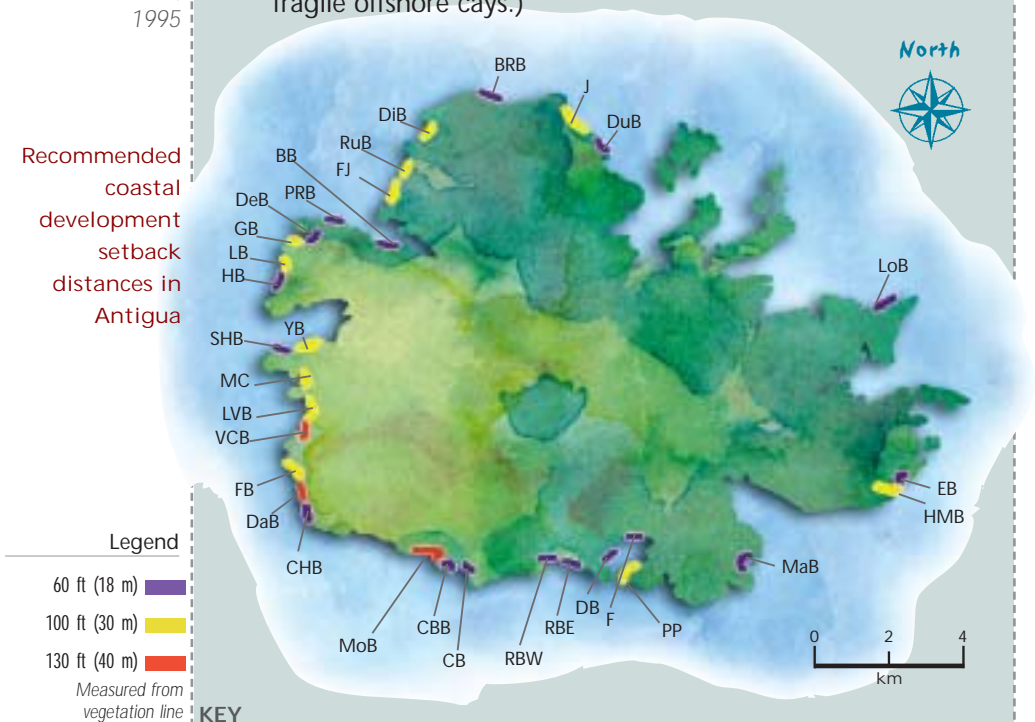 fragile offshore cays.)
1995
North
BRB
J
DiB
DuB
RuB
BB
FJ
PRB
DeB
GB
LB
HB
Recommended
coastal
development
setback
distances in
Antigua
LoB
SHB
YB
MC
LVB
VCB
FB
DaB
CHB
EB
HMB
MaB
MoB
CBB
CB
RBW
RBE
DB
F
PP
Legend
60 ft (18 m)
100 ft (30 m)
130 ft (40 m)
Measured from
vegetation line
0 2 4
km
KEY